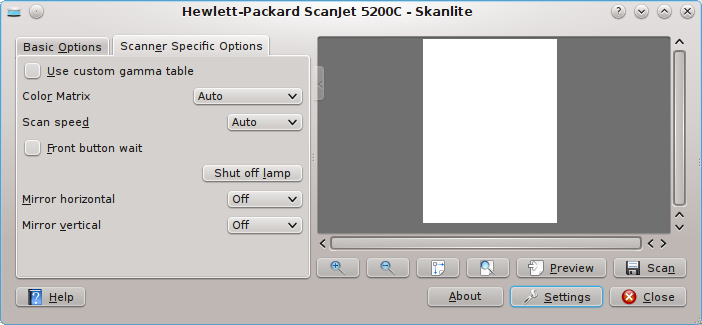 Hewlett-Packard ScanJet 5200C - Skanlite
Basic Options Scanner Specific Options
Use custom gamma table
Color Matrix Auto
Scan speed Auto
Front button wait
Shut off lamp
Mirror horizontal Off
Mirror vertical Off
Preview Scan
Help About Settings Close